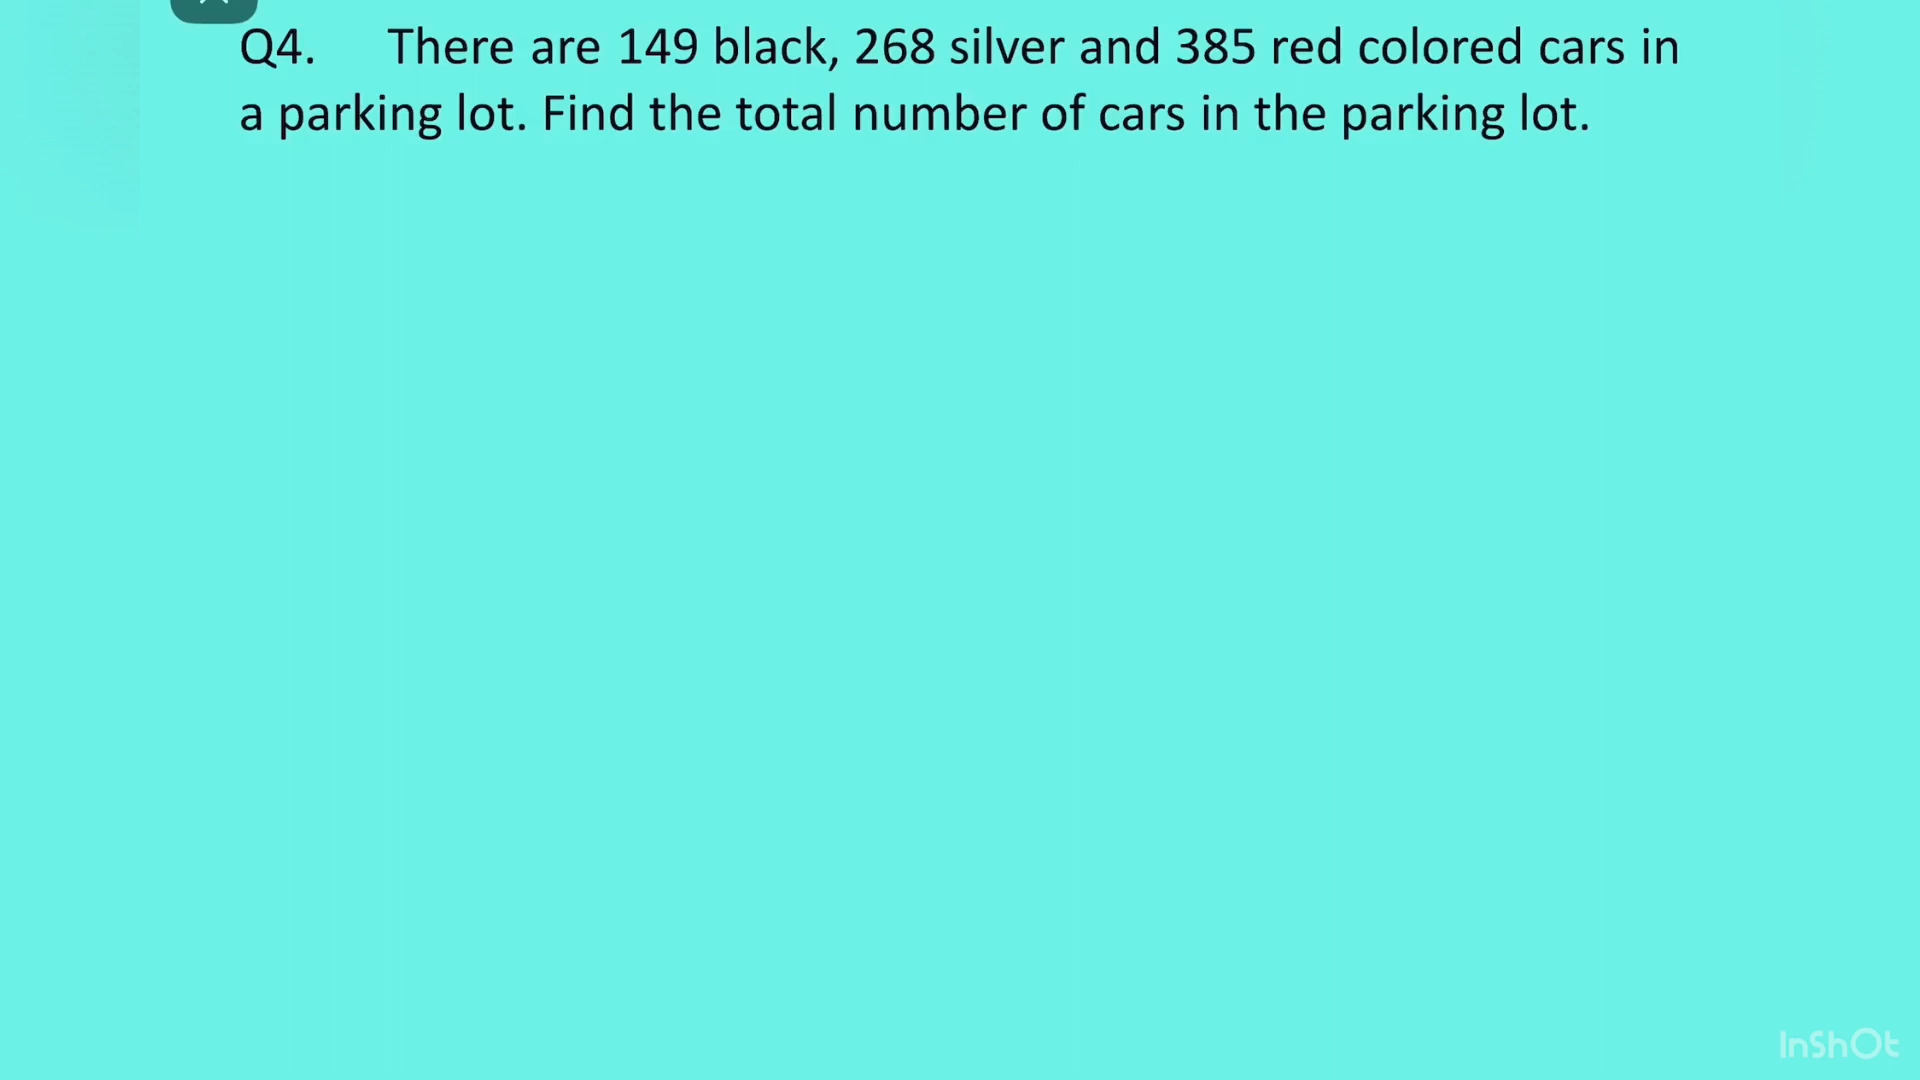 Q4. There are 149 black, 268 silver and 385 red colored cars in
a parking lot. Find the total number of cars in the parking lot.
InShOt